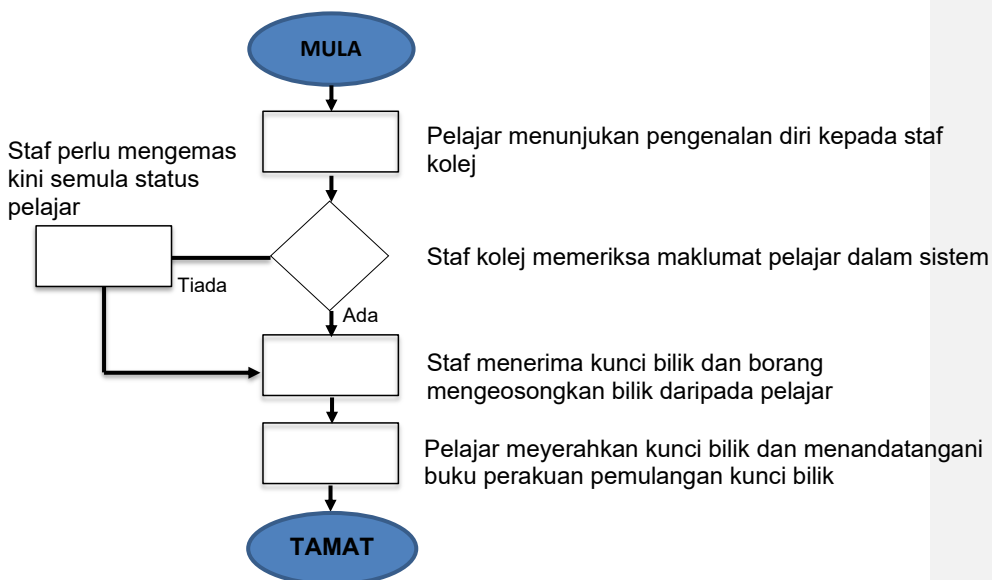 MULA
Pelajar menunjukan pengenalan diri kepada staf
kolej
Staf perlu mengemas
kini semula status
pelajar
Staf kolej memeriksa maklumat pelajar dalam sistem
Tiada
Ada
Staf menerima kunci bilik dan borang
mengeosongkan bilik daripada pelajar
Pelajar meyerahkan kunci bilik dan menandatangani
buku perakuan pemulangan kunci bilik
TAMAT